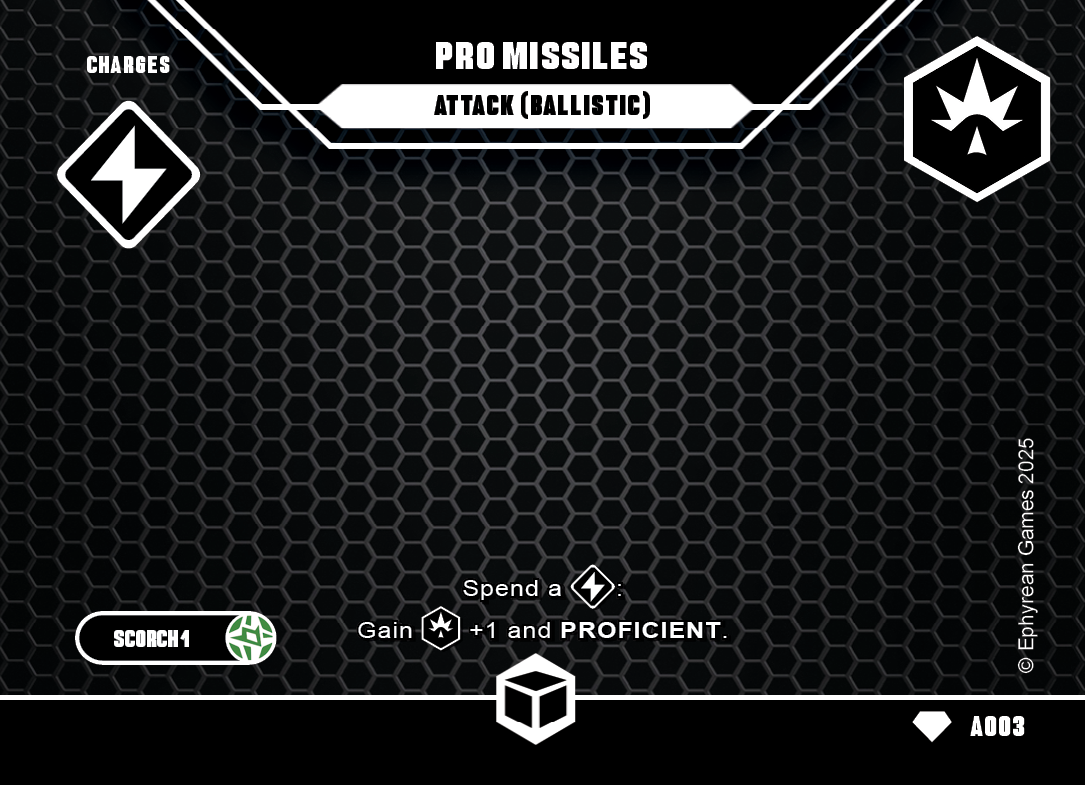 CHARGES
PRO MISSILES
ATTACK (BALLISTIC)
Spend a :
Gain +1 and PROFICIENT.
SCORCH 1
© Ephyrean Games 2025
A003